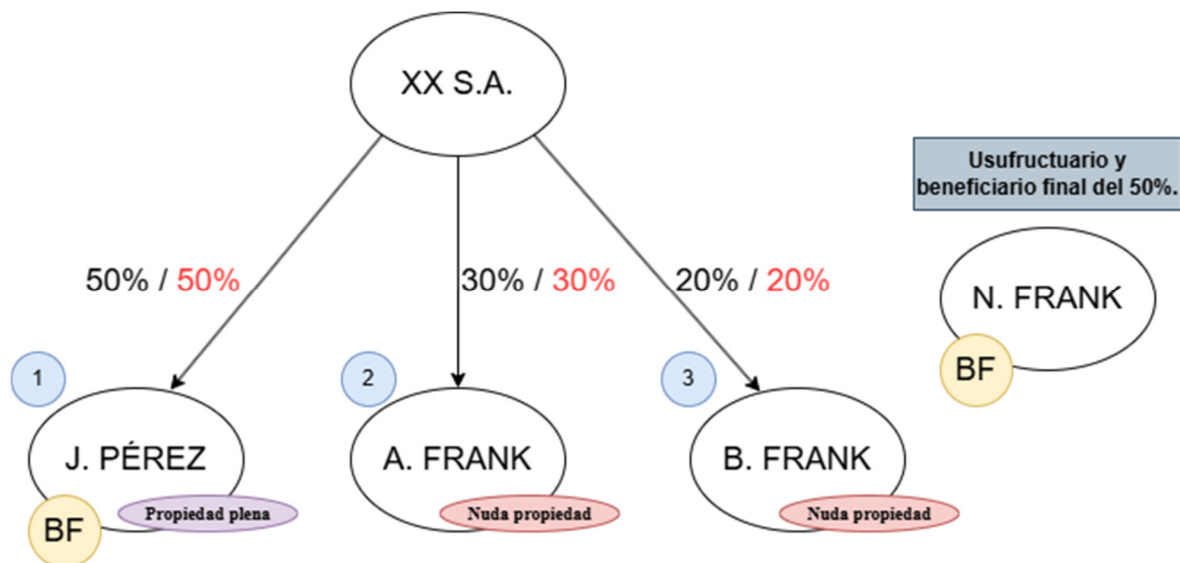 XX S.A.
Usufructuario y
beneficiario final del 50%.
50% / 50%
30% / 30%
20% / 20%
N. FRANK
BF
1
2
3
J. PÉREZ
A. FRANK
B. FRANK
BF
Propiedad plena
Nuda propiedad
Nuda propiedad